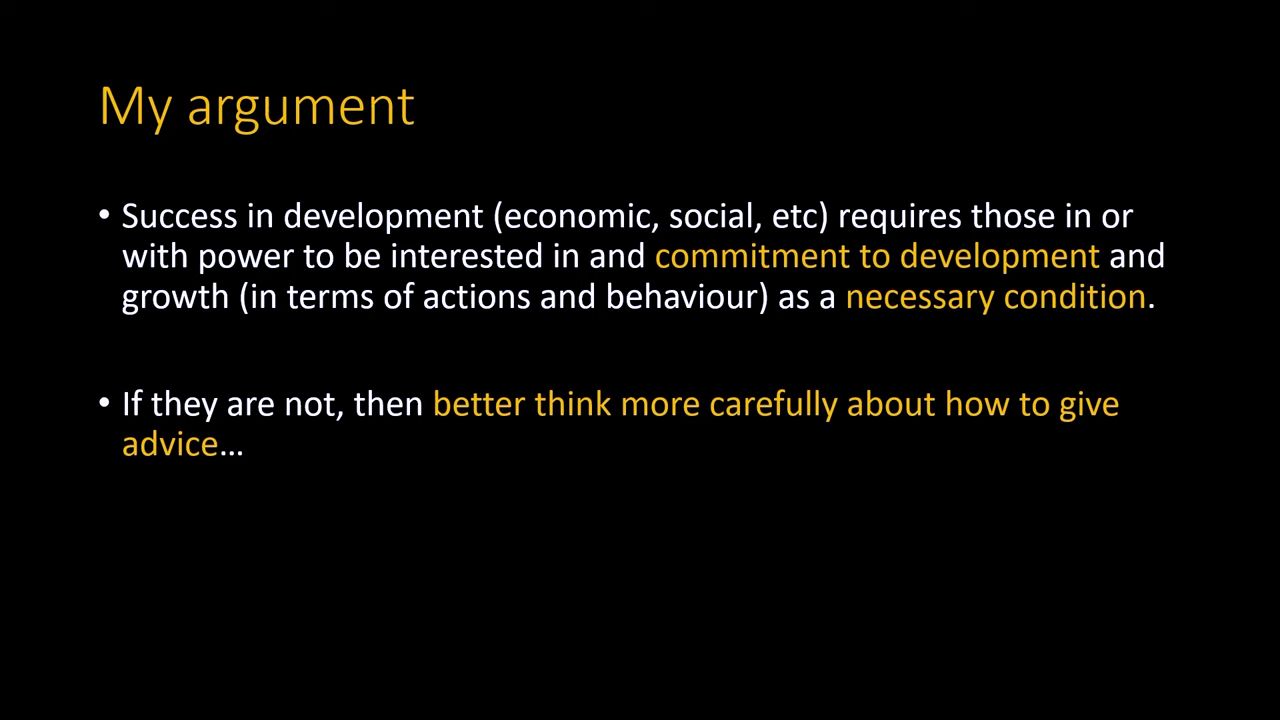 My argument
• Success in development (economic, social, etc) requires those in or
with power to be interested in and commitment to development and
growth (in terms of actions and behaviour) as a necessary condition.
• If they are not, then better think more carefully about how to give
advice…